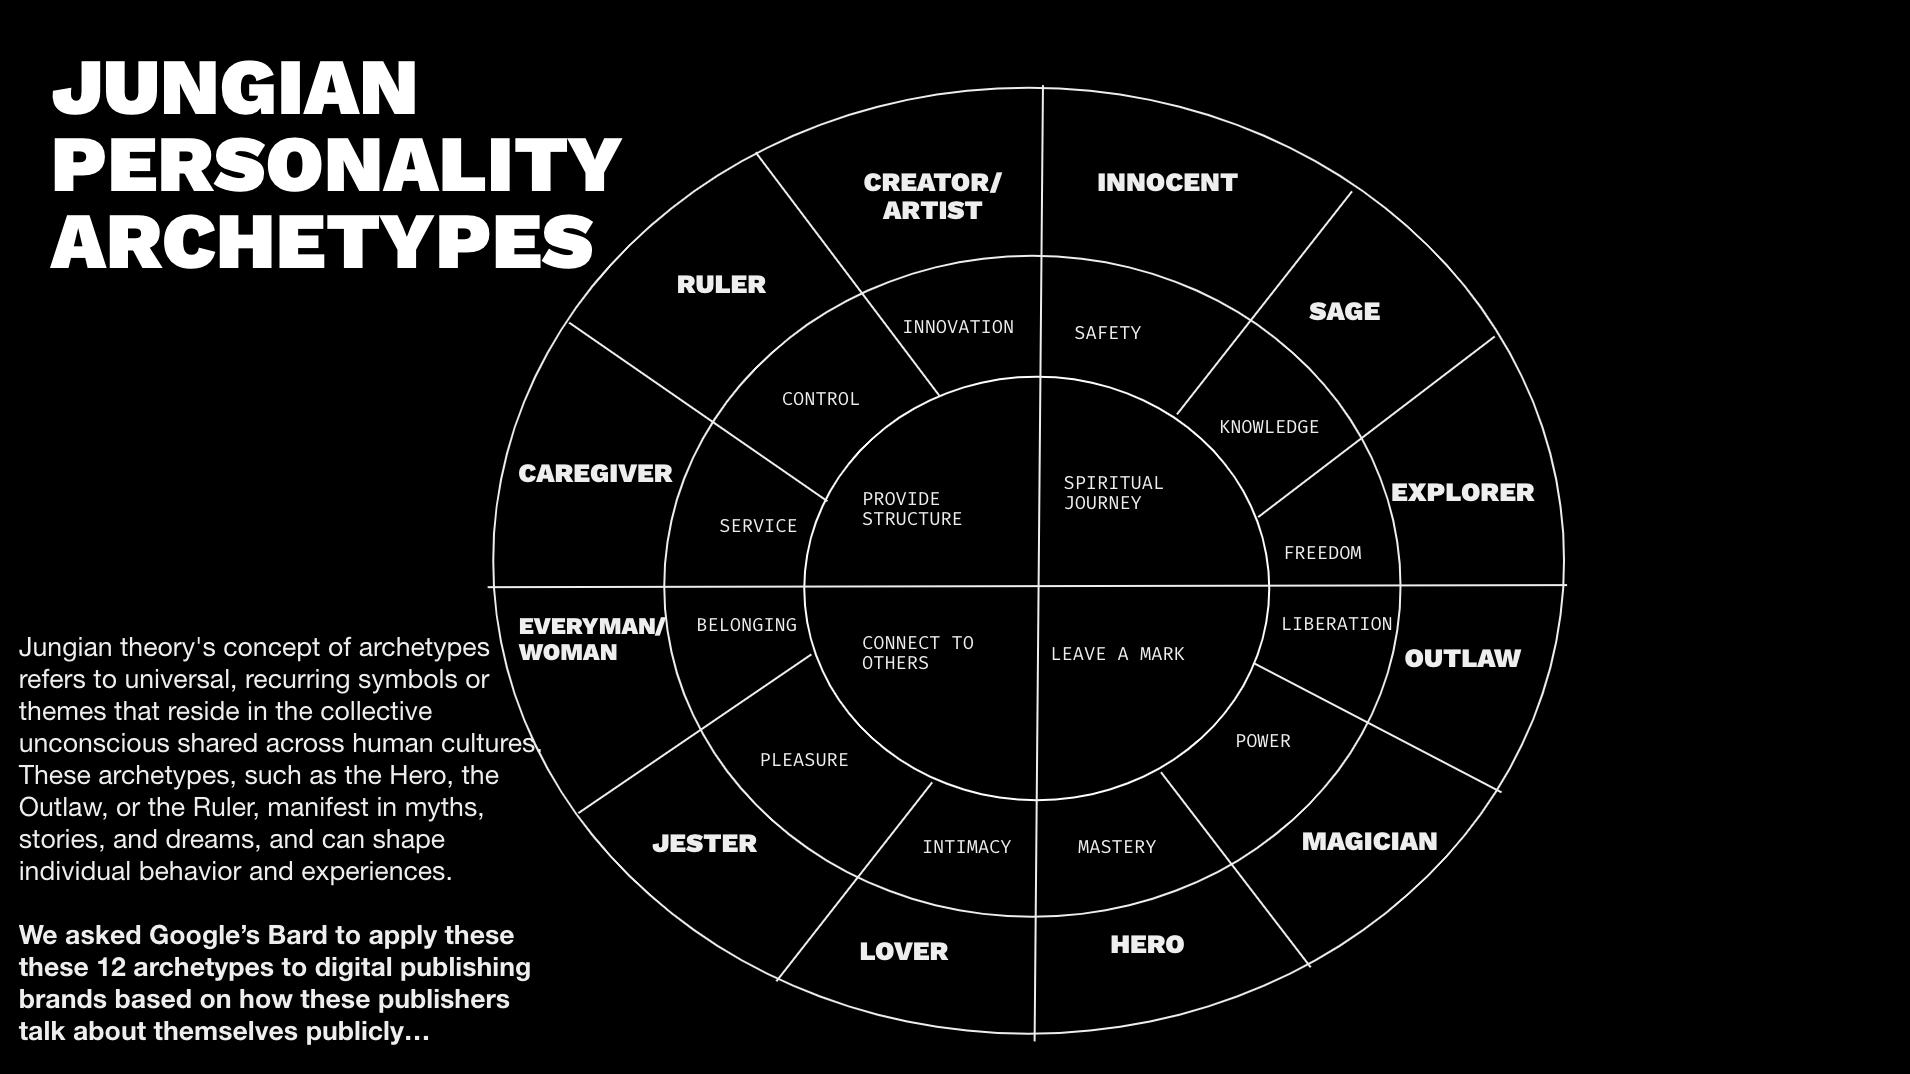 JUNGIAN
PERSONALITY
ARCHETYPES
CREATOR/
ARTIST
INNOCENT
RULER
SAGE
INNOVATION
SAFETY
CONTROL
KNOWLEDGE
CAREGIVER
EXPLORER
PROVIDE
STRUCTURE
SPIRITUAL
JOURNEY
SERVICE
FREEDOM
EVERYMAN/
WOMAN
BELONGING
CONNECT TO
OTHERS
LEAVE A MARK
LIBERATION
OUTLAW
PLEASURE
POWER
JESTER
INTIMACY
MASTERY
MAGICIAN
LOVER
HERO
Jungian theory's concept of archetypes
refers to universal, recurring symbols or
themes that reside in the collective
unconscious shared across human cultures.
These archetypes, such as the Hero, the
Outlaw, or the Ruler, manifest in myths,
stories, and dreams, and can shape
individual behavior and experiences.
We asked Google’s Bard to apply these
these 12 archetypes to digital publishing
brands based on how these publishers
talk about themselves publicly…